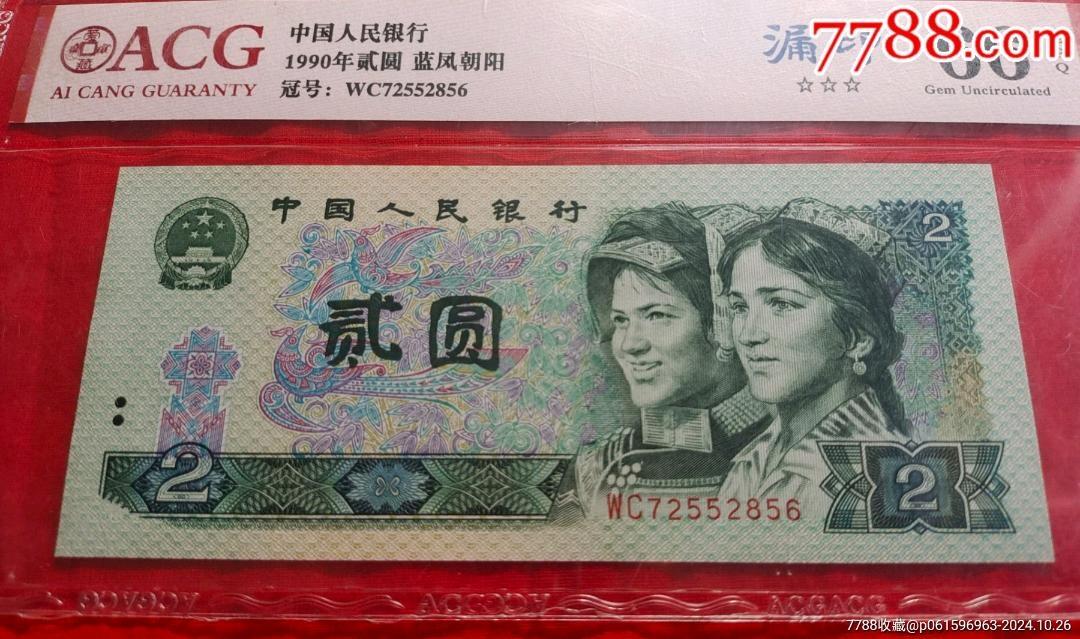 ACG
AI CANG GUARANTY
中国人民银行
1990年贰圆 蓝凤朝阳
冠号：WC72552856
☆☆☆
7788.com
Gem Uncirculated
中国人民银行
2
贰圆
2
2
WC72552856
ACGACG
7788收藏@p061596963-2024.10.26